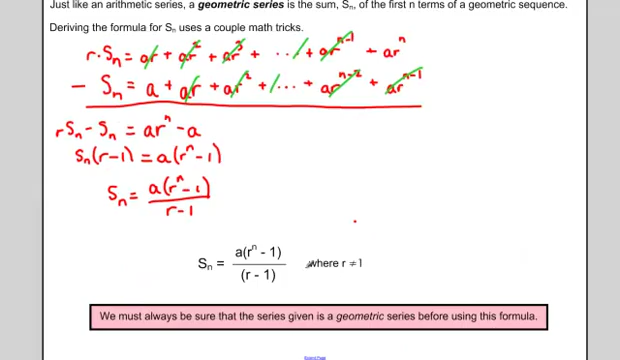 Just like an arithmetic series, a geometric series is the sum, Sₙ, of the first n terms of a geometric sequence.
Deriving the formula for Sₙ uses a couple math tricks.
r·Sₙ = ar + ar² + ar³ + ··· + arⁿ⁻¹ + arⁿ
− Sₙ = a + ar + ar² + ··· + arⁿ⁻² + arⁿ⁻¹
rSₙ − Sₙ = arⁿ − a
Sₙ(r−1) = a(rⁿ−1)
Sₙ = a(rⁿ−1) / r−1
Sₙ = a(rⁿ - 1) / (r - 1) where r ≠ 1
We must always be sure that the series given is a geometric series before using this formula.